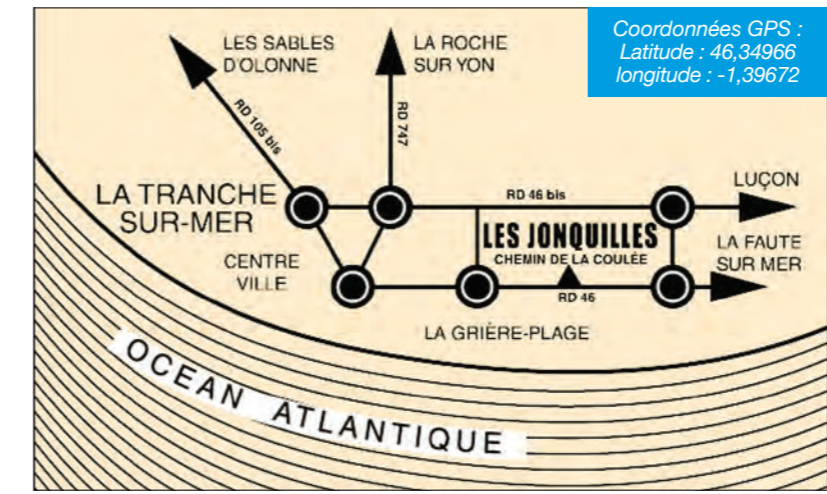 LES SABLES
D'OLONNE
LA ROCHE
SUR YON
Coordonnées GPS :
Latitude : 46,34966
longitude : -1,39672
RD 105 bis
RD 747
LA TRANCHE
SUR-MER
RD 46 bis
LUÇON
LES JONQUILLES
CHEMIN DE LA COULÉE
LA FAUTE
SUR MER
CENTRE
VILLE
RD 46
LA GRIÈRE-PLAGE
OCEAN ATLANTIQUE